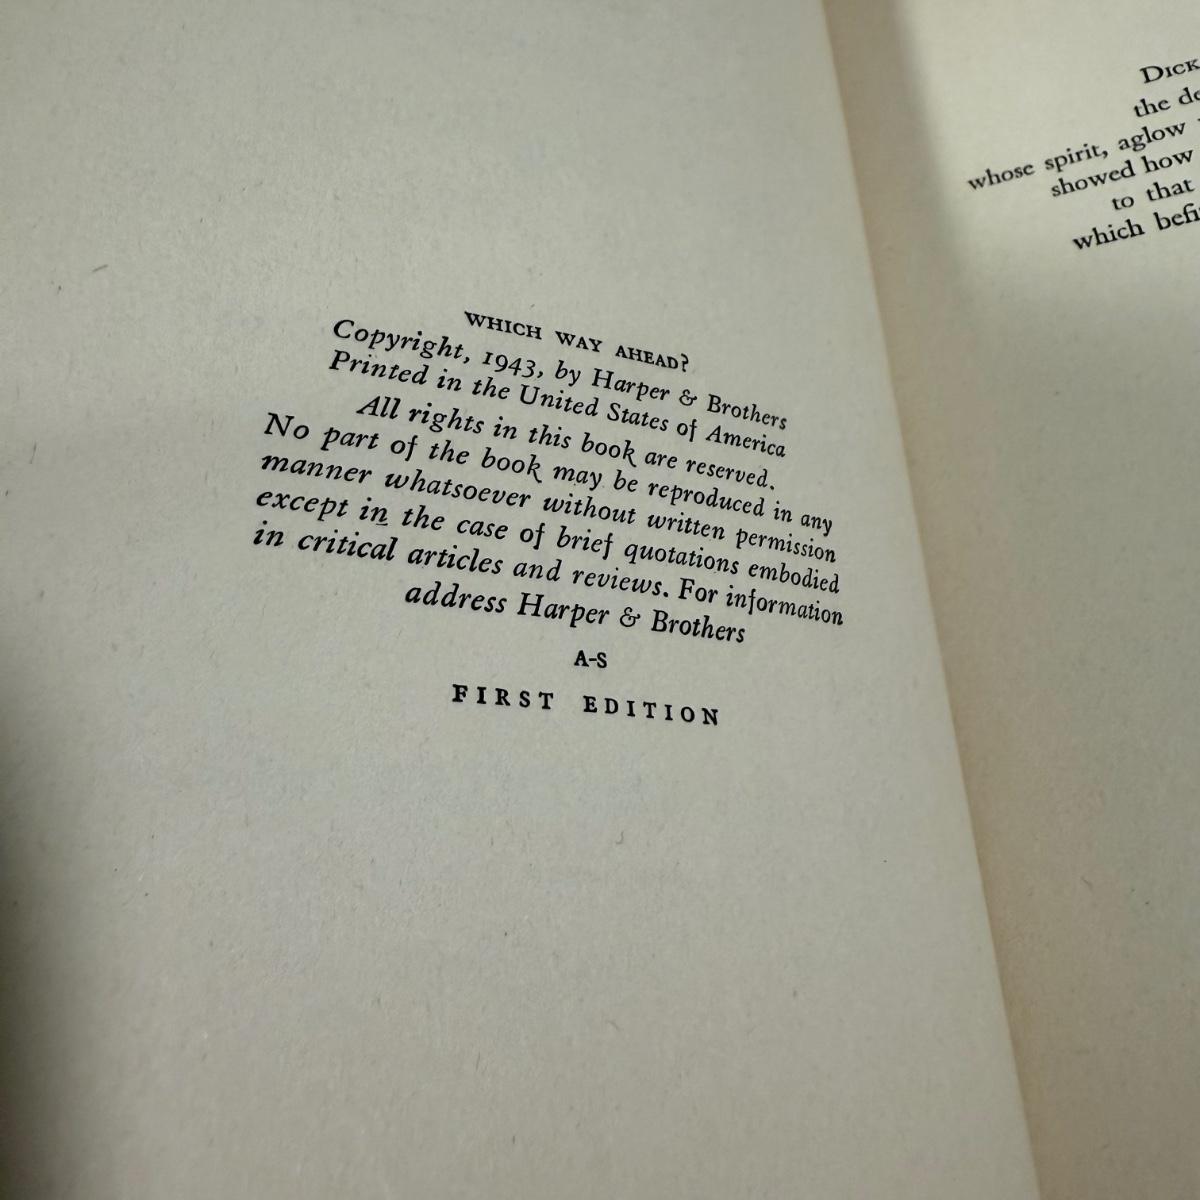 WHICH WAY AHEAD?
Copyright, 1943, by Harper & Brothers
Printed in the United States of America
All rights in this book are reserved.
No part of the book may be reproduced in any
manner whatsoever without written permission
except in the case of brief quotations embodied
in critical articles and reviews. For information
address Harper & Brothers
A-S
FIRST EDITION
DICK
the
whose spirit, aglow
showed how
to that
which